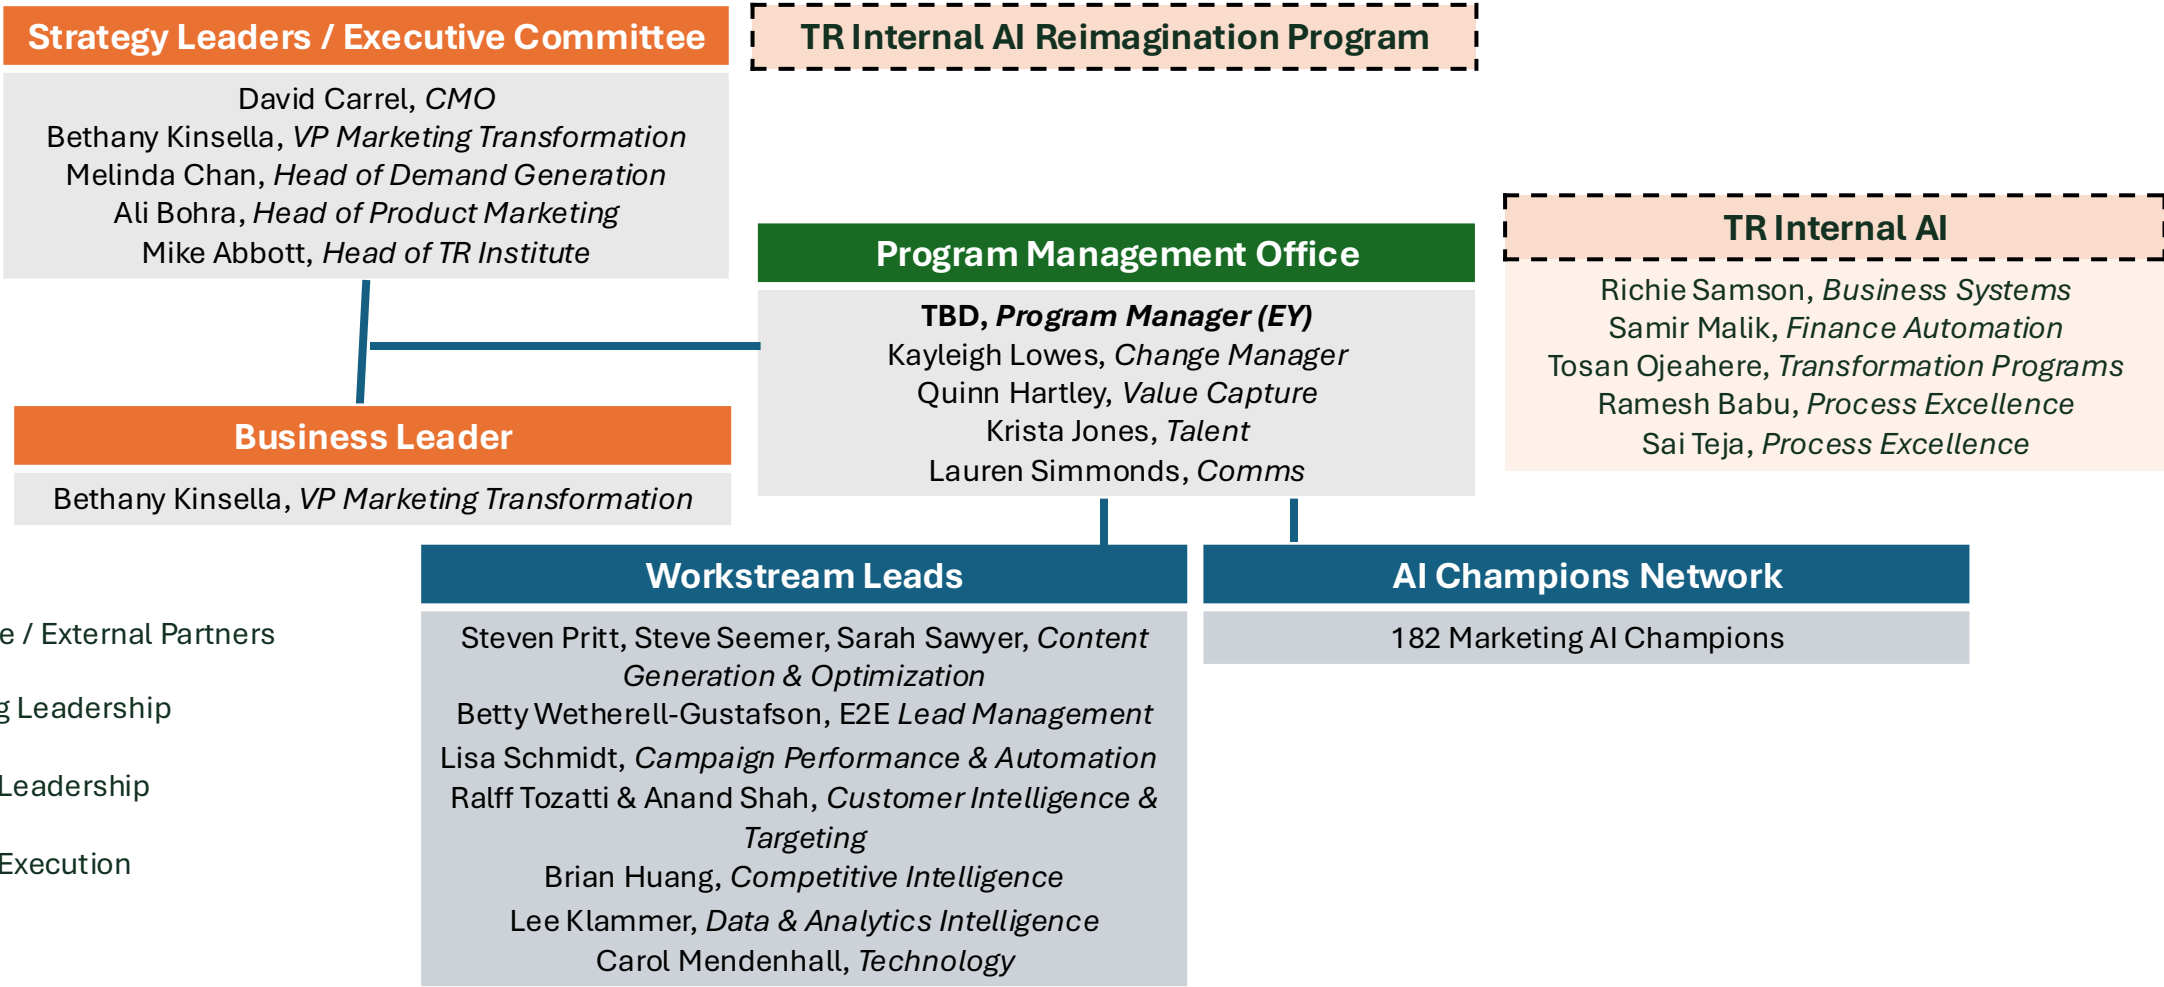 Strategy Leaders / Executive Committee
David Carrel, CMO
Bethany Kinsella, VP Marketing Transformation
Melinda Chan, Head of Demand Generation
Ali Bohra, Head of Product Marketing
Mike Abbott, Head of TR Institute
TR Internal AI Reimagination Program
Program Management Office
TBD, Program Manager (EY)
Kayleigh Lowes, Change Manager
Quinn Hartley, Value Capture
Krista Jones, Talent
Lauren Simmonds, Comms
TR Internal AI
Richie Samson, Business Systems
Samir Malik, Finance Automation
Tosan Ojeahere, Transformation Programs
Ramesh Babu, Process Excellence
Sai Teja, Process Excellence
Business Leader
Bethany Kinsella, VP Marketing Transformation
Workstream Leads
Steven Pritt, Steve Seemer, Sarah Sawyer, Content
Generation & Optimization
Betty Wetherell-Gustafson, E2E Lead Management
Lisa Schmidt, Campaign Performance & Automation
Ralff Tozatti & Anand Shah, Customer Intelligence &
Targeting
Brian Huang, Competitive Intelligence
Lee Klammer, Data & Analytics Intelligence
Carol Mendenhall, Technology
AI Champions Network
182 Marketing AI Champions
/ External Partners
Leadership
Leadership
Execution